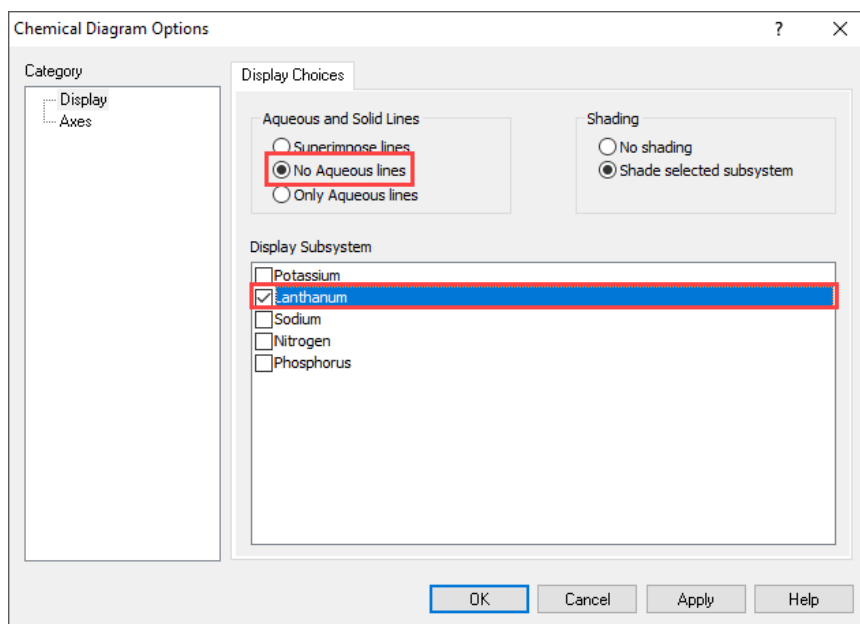 Chemical Diagram Options
?
Category
Display
Axes
Display Choices
Aqueous and Solid Lines
Superimpose lines
No Aqueous lines
Only Aqueous lines
Shading
No shading
Shade selected subsystem
Display Subsystem
Potassium
Lanthanum
Sodium
Nitrogen
Phosphorus
OK
Cancel
Apply
Help